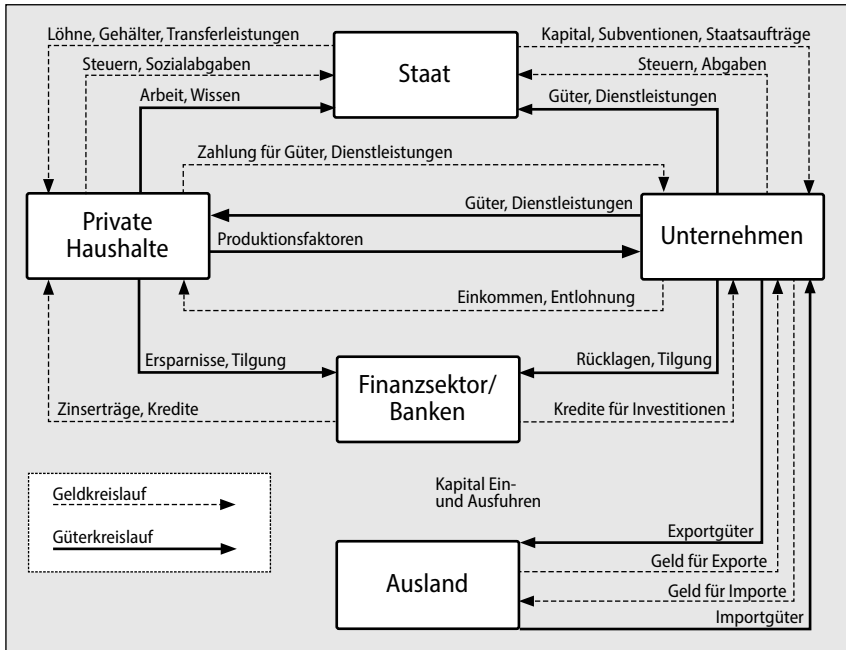 Löhne, Gehälter, Transferleistungen
Kapital, Subventionen, Staatsaufträge
Steuern, Sozialabgaben
Staat
Steuern, Abgaben
Arbeit, Wissen
Güter, Dienstleistungen
Zahlung für Güter, Dienstleistungen
Private
Haushalte
Güter, Dienstleistungen
Produktionsfaktoren
Unternehmen
Einkommen, Entlohnung
Ersparnisse, Tilgung
Rücklagen, Tilgung
Finanzsektor/
Banken
Zinserträge, Kredite
Kredite für Investitionen
Geldkreislauf
Güterkreislauf
Kapital Ein-
und Ausfuhren
Exportgüter
Ausland
Geld für Exporte
Geld für Importe
Importgüter